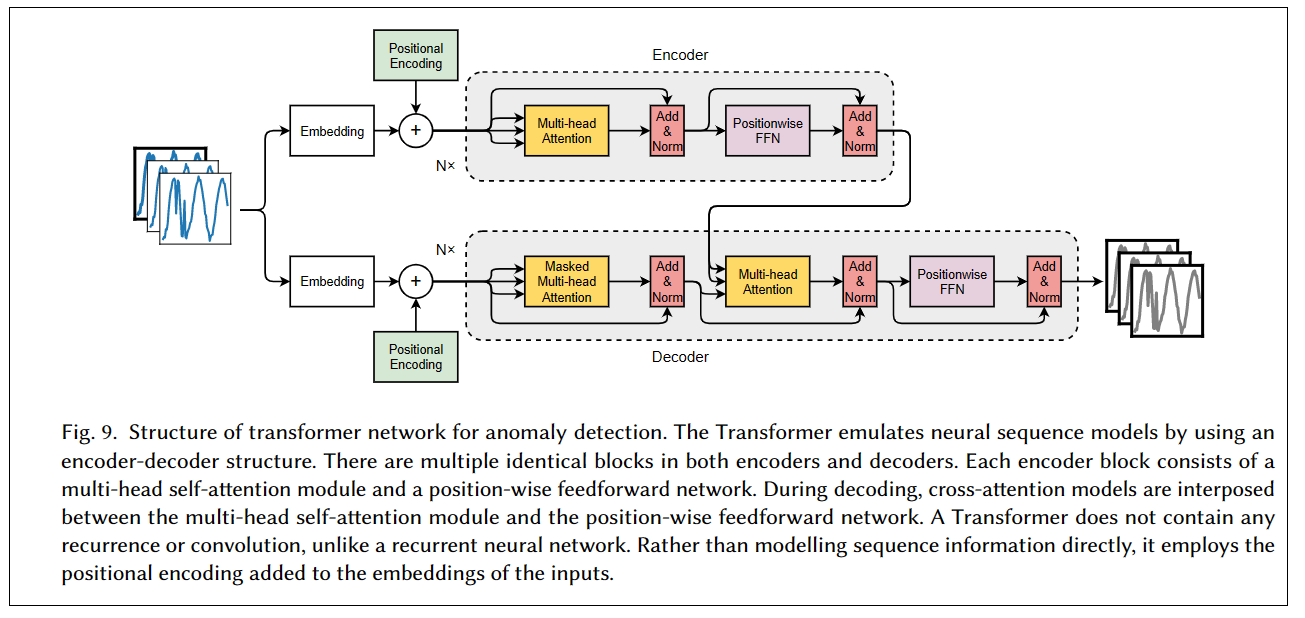 Positional
Encoding
Encoder
Embedding
+
Multi-head
Attention
Add
&
Norm
Positionwise
FFN
Add
&
Norm
N×
N×
Embedding
+
Masked
Multi-head
Attention
Add
&
Norm
Multi-head
Attention
Add
&
Norm
Positionwise
FFN
Add
&
Norm
Positional
Encoding
Decoder
Fig. 9. Structure of transformer network for anomaly detection. The Transformer emulates neural sequence models by using an
encoder-decoder structure. There are multiple identical blocks in both encoders and decoders. Each encoder block consists of a
multi-head self-attention module and a position-wise feedforward network. During decoding, cross-attention models are interposed
between the multi-head self-attention module and the position-wise feedforward network. A Transformer does not contain any
recurrence or convolution, unlike a recurrent neural network. Rather than modelling sequence information directly, it employs the
positional encoding added to the embeddings of the inputs.